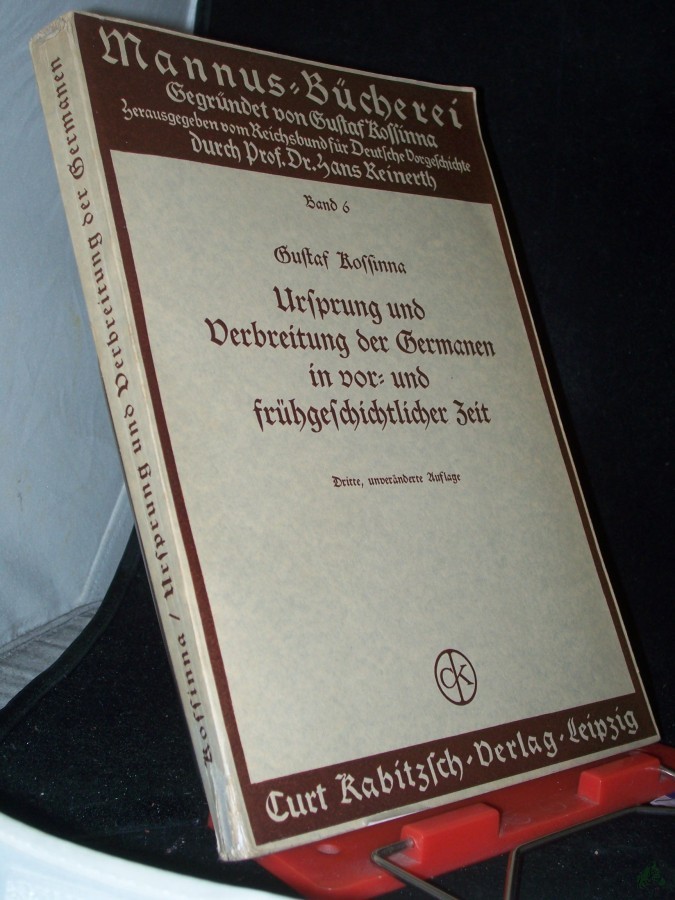 Mannus-Bücherei
Gegründet von Gustaf Kossinna
Herausgegeben vom Reichsbund für Deutsche Vorgeschichte
durch Prof. Dr. Hans Reinerth
Band 6
Gustaf Kossinna
Ursprung und
Verbreitung der Germanen
in vor- und
frühgeschichtlicher Zeit
Dritte, unveränderte Auflage
CK
Curt Kabitzsch · Verlag · Leipzig
Kossinna / Ursprung und Verbreitung der Germanen